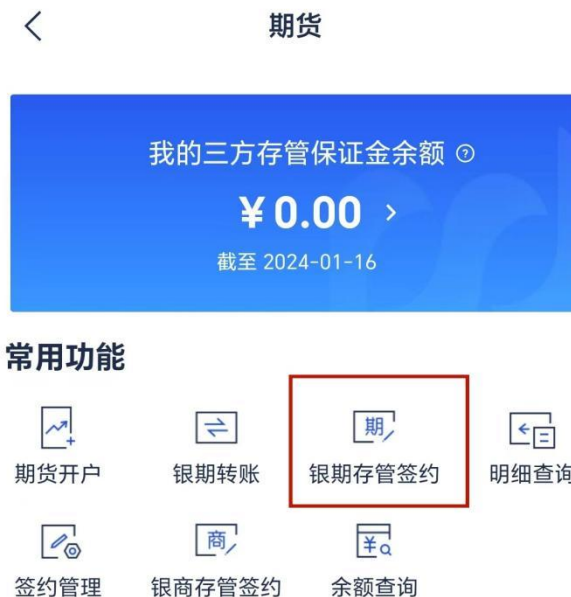 期货
我的三方存管保证金余额 ?
¥0.00 >
截至 2024-01-16
常用功能
期货开户 银期转账 期 银期存管签约 明细查询
签约管理 商 银商存管签约 ¥ 余额查询